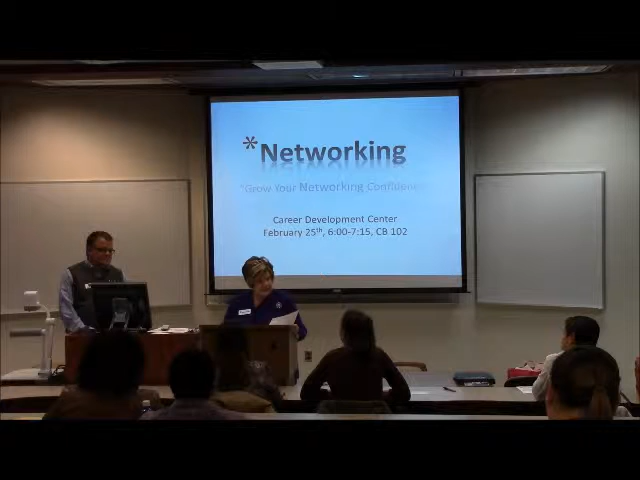 *Networking
*Grow Your Networking Confidence
Career Development Center
February 25th, 6:00-7:15, CB 102